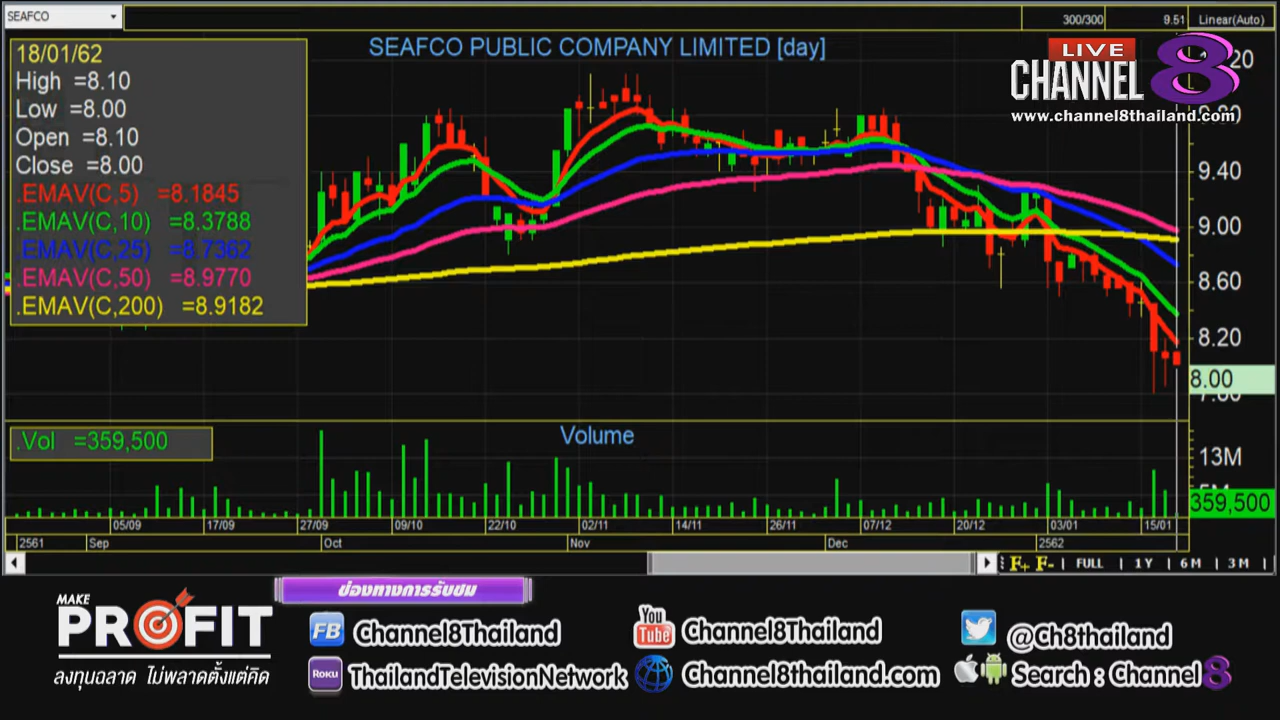 SEAFCO
300/300
9.51
Linear(Auto)
SEAFCO PUBLIC COMPANY LIMITED [day]
LIVE
CHANNEL 8
www.channel8thailand.com
18/01/62
High =8.10
Low =8.00
Open =8.10
Close =8.00
.EMAV(C,5) =8.1845
.EMAV(C,10) =8.3788
.EMAV(C,25) =8.7362
.EMAV(C,50) =8.9770
.EMAV(C,200) =8.9182
9.40
9.00
8.60
8.20
8.00
.Vol =359,500
Volume
13M
359,500
05/09 17/09 27/09 09/10 22/10 02/11 14/11 26/11 07/12 20/12 03/01 15/01
2561 Sep Oct Nov Dec 2562
F+ F- FULL 1Y 6M 3M
ช่องทางการรับชม
MAKE
PROFIT
ลงทุนฉลาด ไม่พลาดตั้งแต่คิด
FB Channel8Thailand
You Tube Channel8Thailand
@Ch8thailand
Roku ThailandTelevisionNetwork
Channel8thailand.com
Search : Channel 8